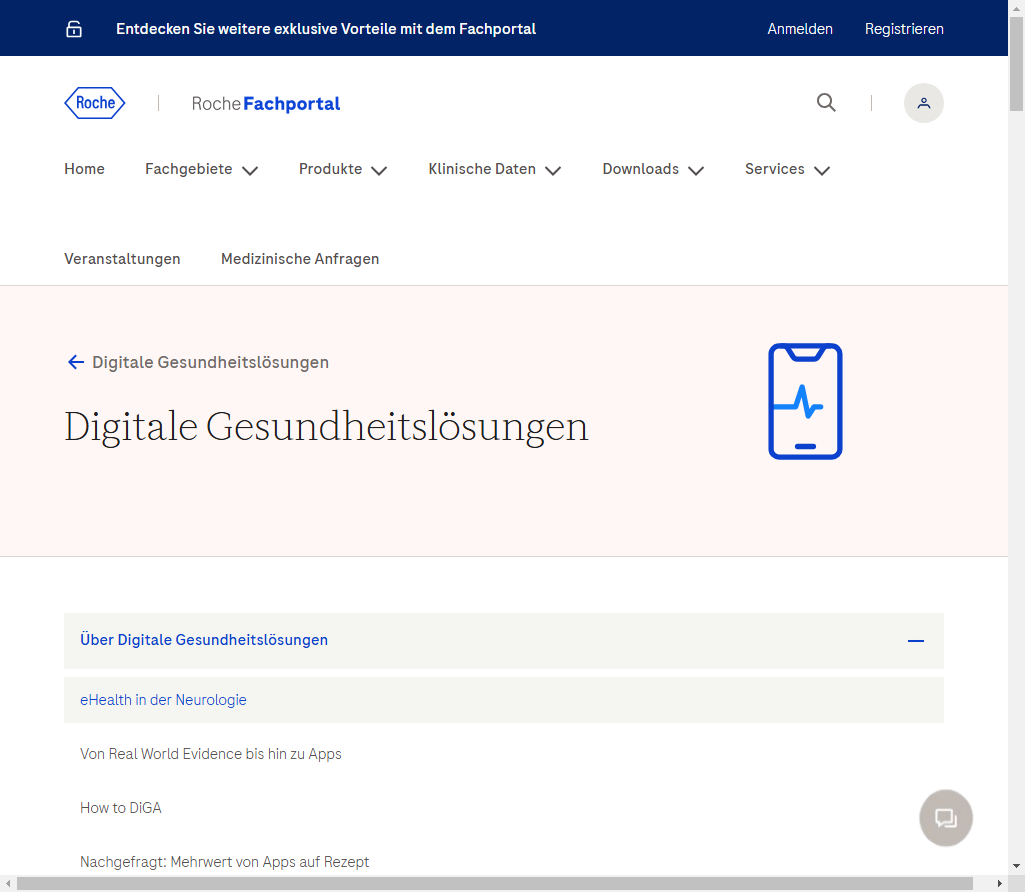 Entdecken Sie weitere exklusive Vorteile mit dem Fachportal
Anmelden
Registrieren
Roche
RocheFachportal
Home
Fachgebiete
Produkte
Klinische Daten
Downloads
Services
Veranstaltungen
Medizinische Anfragen
Digitale Gesundheitslösungen
Digitale Gesundheitslösungen
Über Digitale Gesundheitslösungen
eHealth in der Neurologie
Von Real World Evidence bis hin zu Apps
How to DiGA
Nachgefragt: Mehrwert von Apps auf Rezept